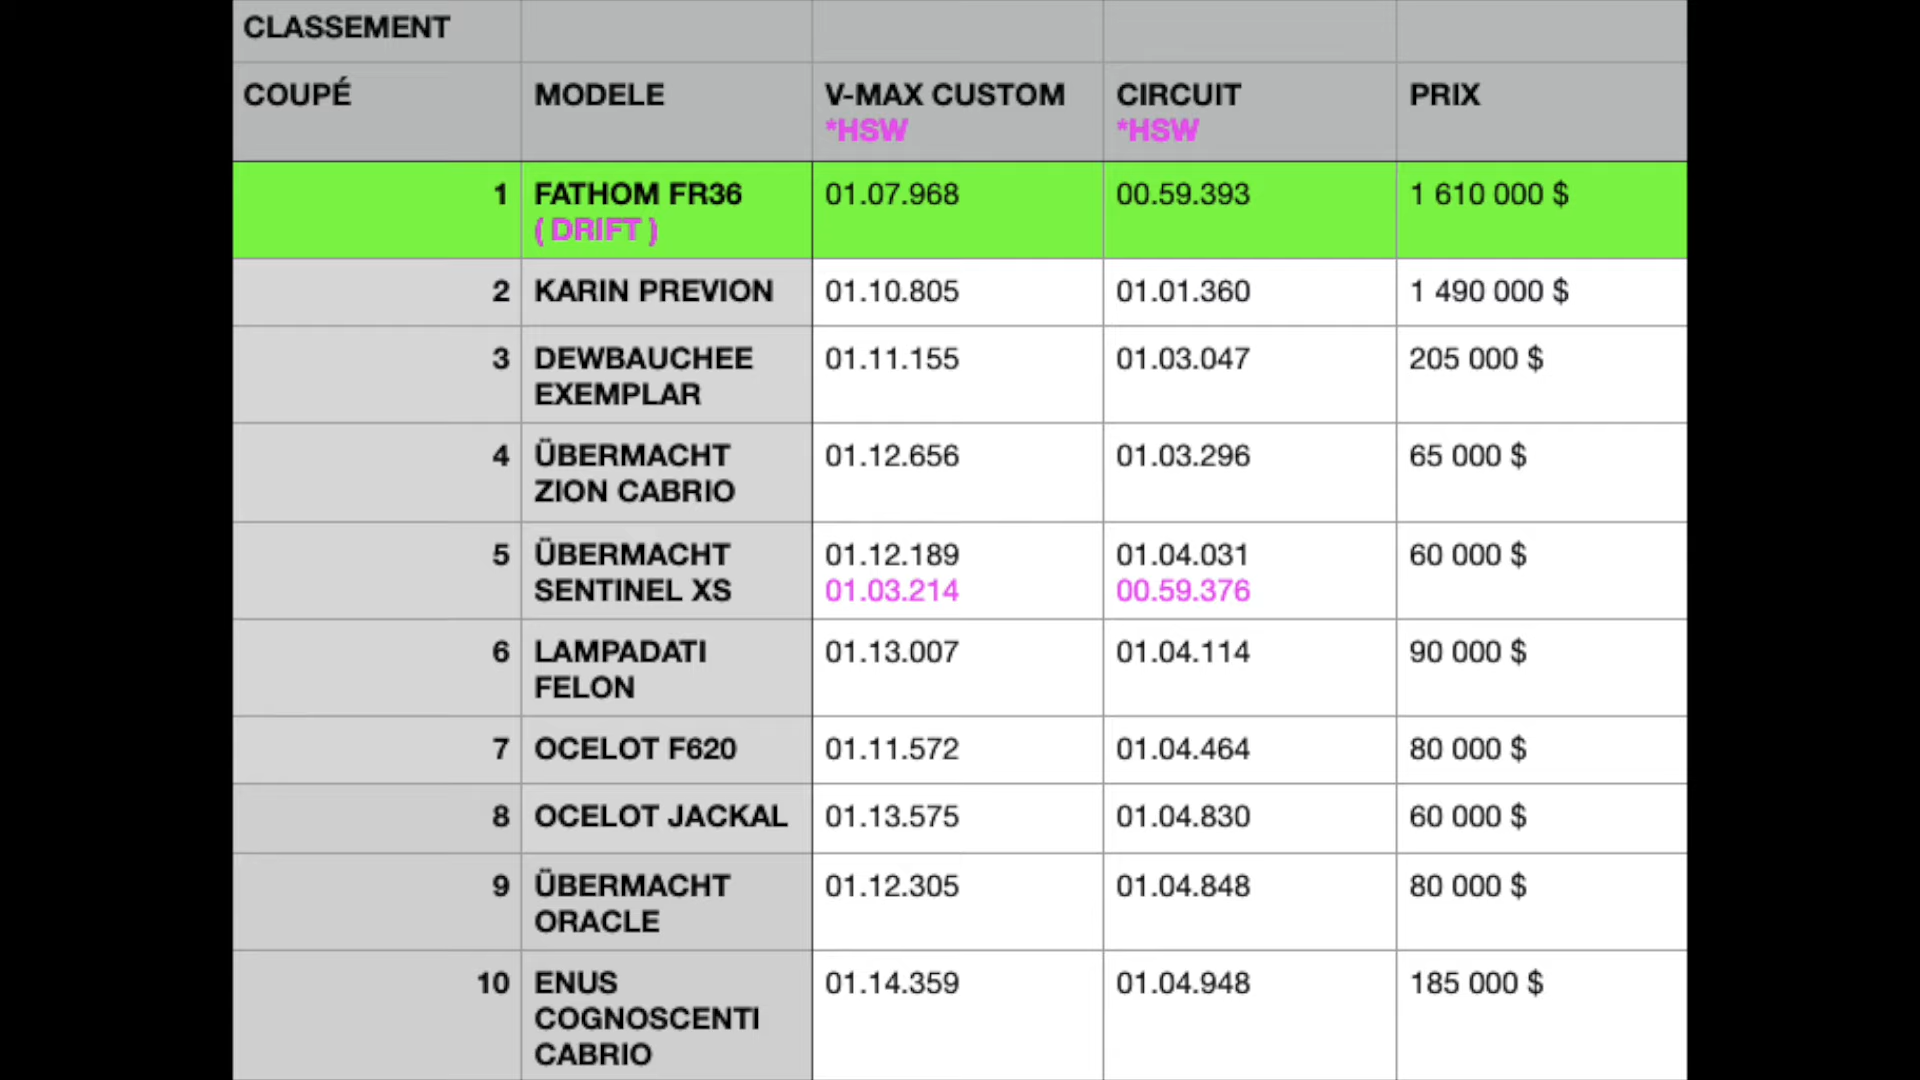 CLASSEMENT
COUPÉ MODELE V-MAX CUSTOM CIRCUIT PRIX
*HSW *HSW
1 FATHOM FR36 01.07.968 00.59.393 1 610 000 $
( DRIFT )
2 KARIN PREVION 01.10.805 01.01.360 1 490 000 $
3 DEWBAUCHEE 01.11.155 01.03.047 205 000 $
EXEMPLAR
4 ÜBERMACHT 01.12.656 01.03.296 65 000 $
ZION CABRIO
5 ÜBERMACHT 01.12.189 01.04.031 60 000 $
SENTINEL XS 01.03.214 00.59.376
6 LAMPADATI 01.13.007 01.04.114 90 000 $
FELON
7 OCELOT F620 01.11.572 01.04.464 80 000 $
8 OCELOT JACKAL 01.13.575 01.04.830 60 000 $
9 ÜBERMACHT 01.12.305 01.04.848 80 000 $
ORACLE
10 ENUS 01.14.359 01.04.948 185 000 $
COGNOSCENTI
CABRIO